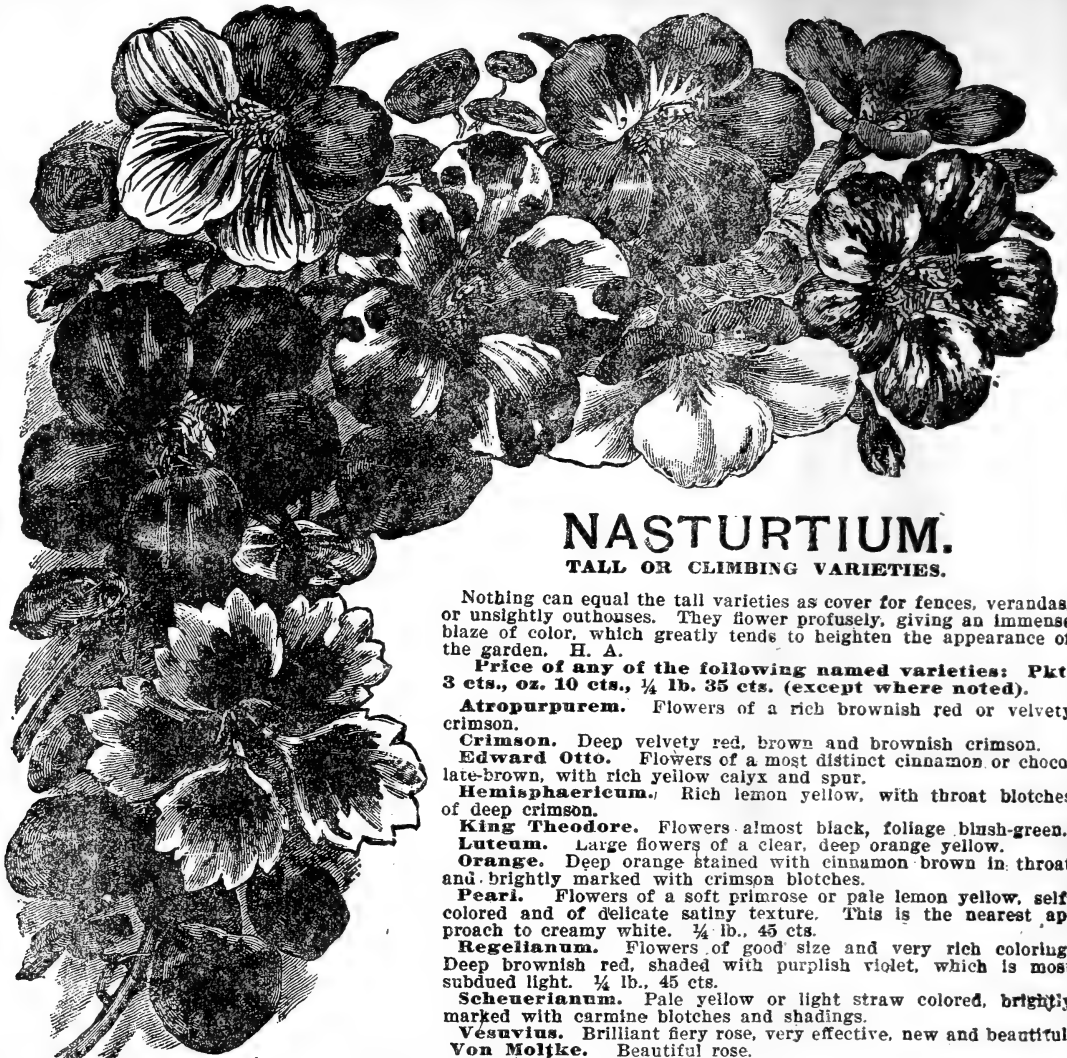 NASTURTIUM.
TALL OR CLIMBING VARIETIES.
Nothing can equal the tall varieties as cover for fences, verandas
or unsightly outhouses. They flower profusely, giving an immense
blaze of color, which greatly tends to heighten the appearance of
the garden. H. A.
Price of any of the following named varieties: Pkt
3 cts., oz. 10 cts., ¼ lb. 35 cts. (except where noted).
Atropurpurem. Flowers of a rich brownish red or velvety
crimson.
Crimson. Deep velvety red, brown and brownish crimson.
Edward Otto. Flowers of a most distinct cinnamon or choco
late-brown, with rich yellow calyx and spur.
Hemisphaericum. Rich lemon yellow, with throat blotches
of deep crimson.
King Theodore. Flowers almost black, foliage blush-green.
Luteum. Large flowers of a clear, deep orange yellow.
Orange. Deep orange stained with cinnamon brown in throat
and brightly marked with crimson blotches.
Pearl. Flowers of a soft primrose or pale lemon yellow, self
colored and of delicate satiny texture. This is the nearest ap
proach to creamy white. ¼ lb., 45 cts.
Regelianum. Flowers of good size and very rich coloring
Deep brownish red, shaded with purplish violet, which is most
subdued light. ¼ lb., 45 cts.
Scheuerianum. Pale yellow or light straw colored, brightly
marked with carmine blotches and shadings.
Vesuvius. Brilliant fiery rose, very effective, new and beautiful
Von Moltke. Beautiful rose.